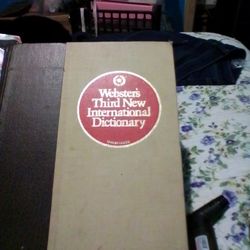 Webster's
Third New
International
Dictionary